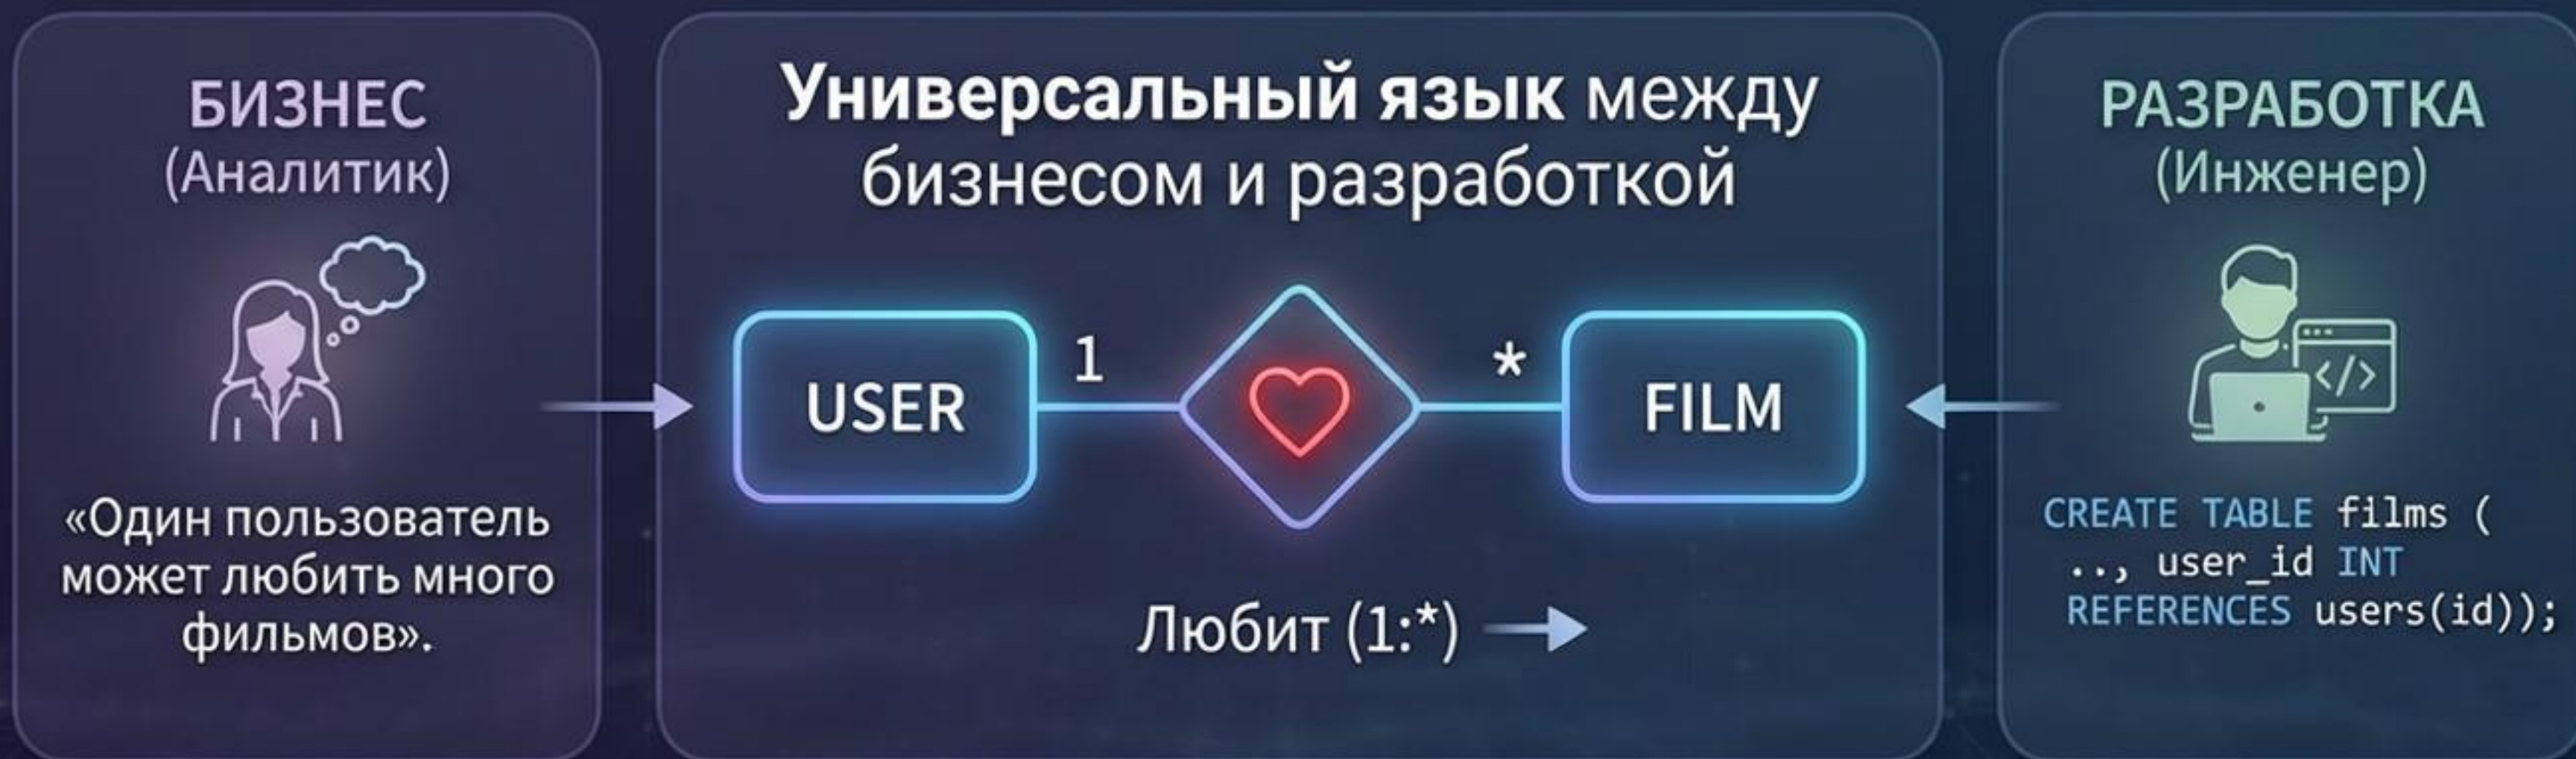 БИЗНЕС
(Аналитик)
«Один пользователь
может любить много
фильмов».
Универсальный язык между
бизнесом и разработкой
USER
1
*
FILM
Любит (1:*)
РАЗРАБОТКА
(Инженер)
</>
CREATE TABLE films (
.., user_id INT
REFERENCES users(id));